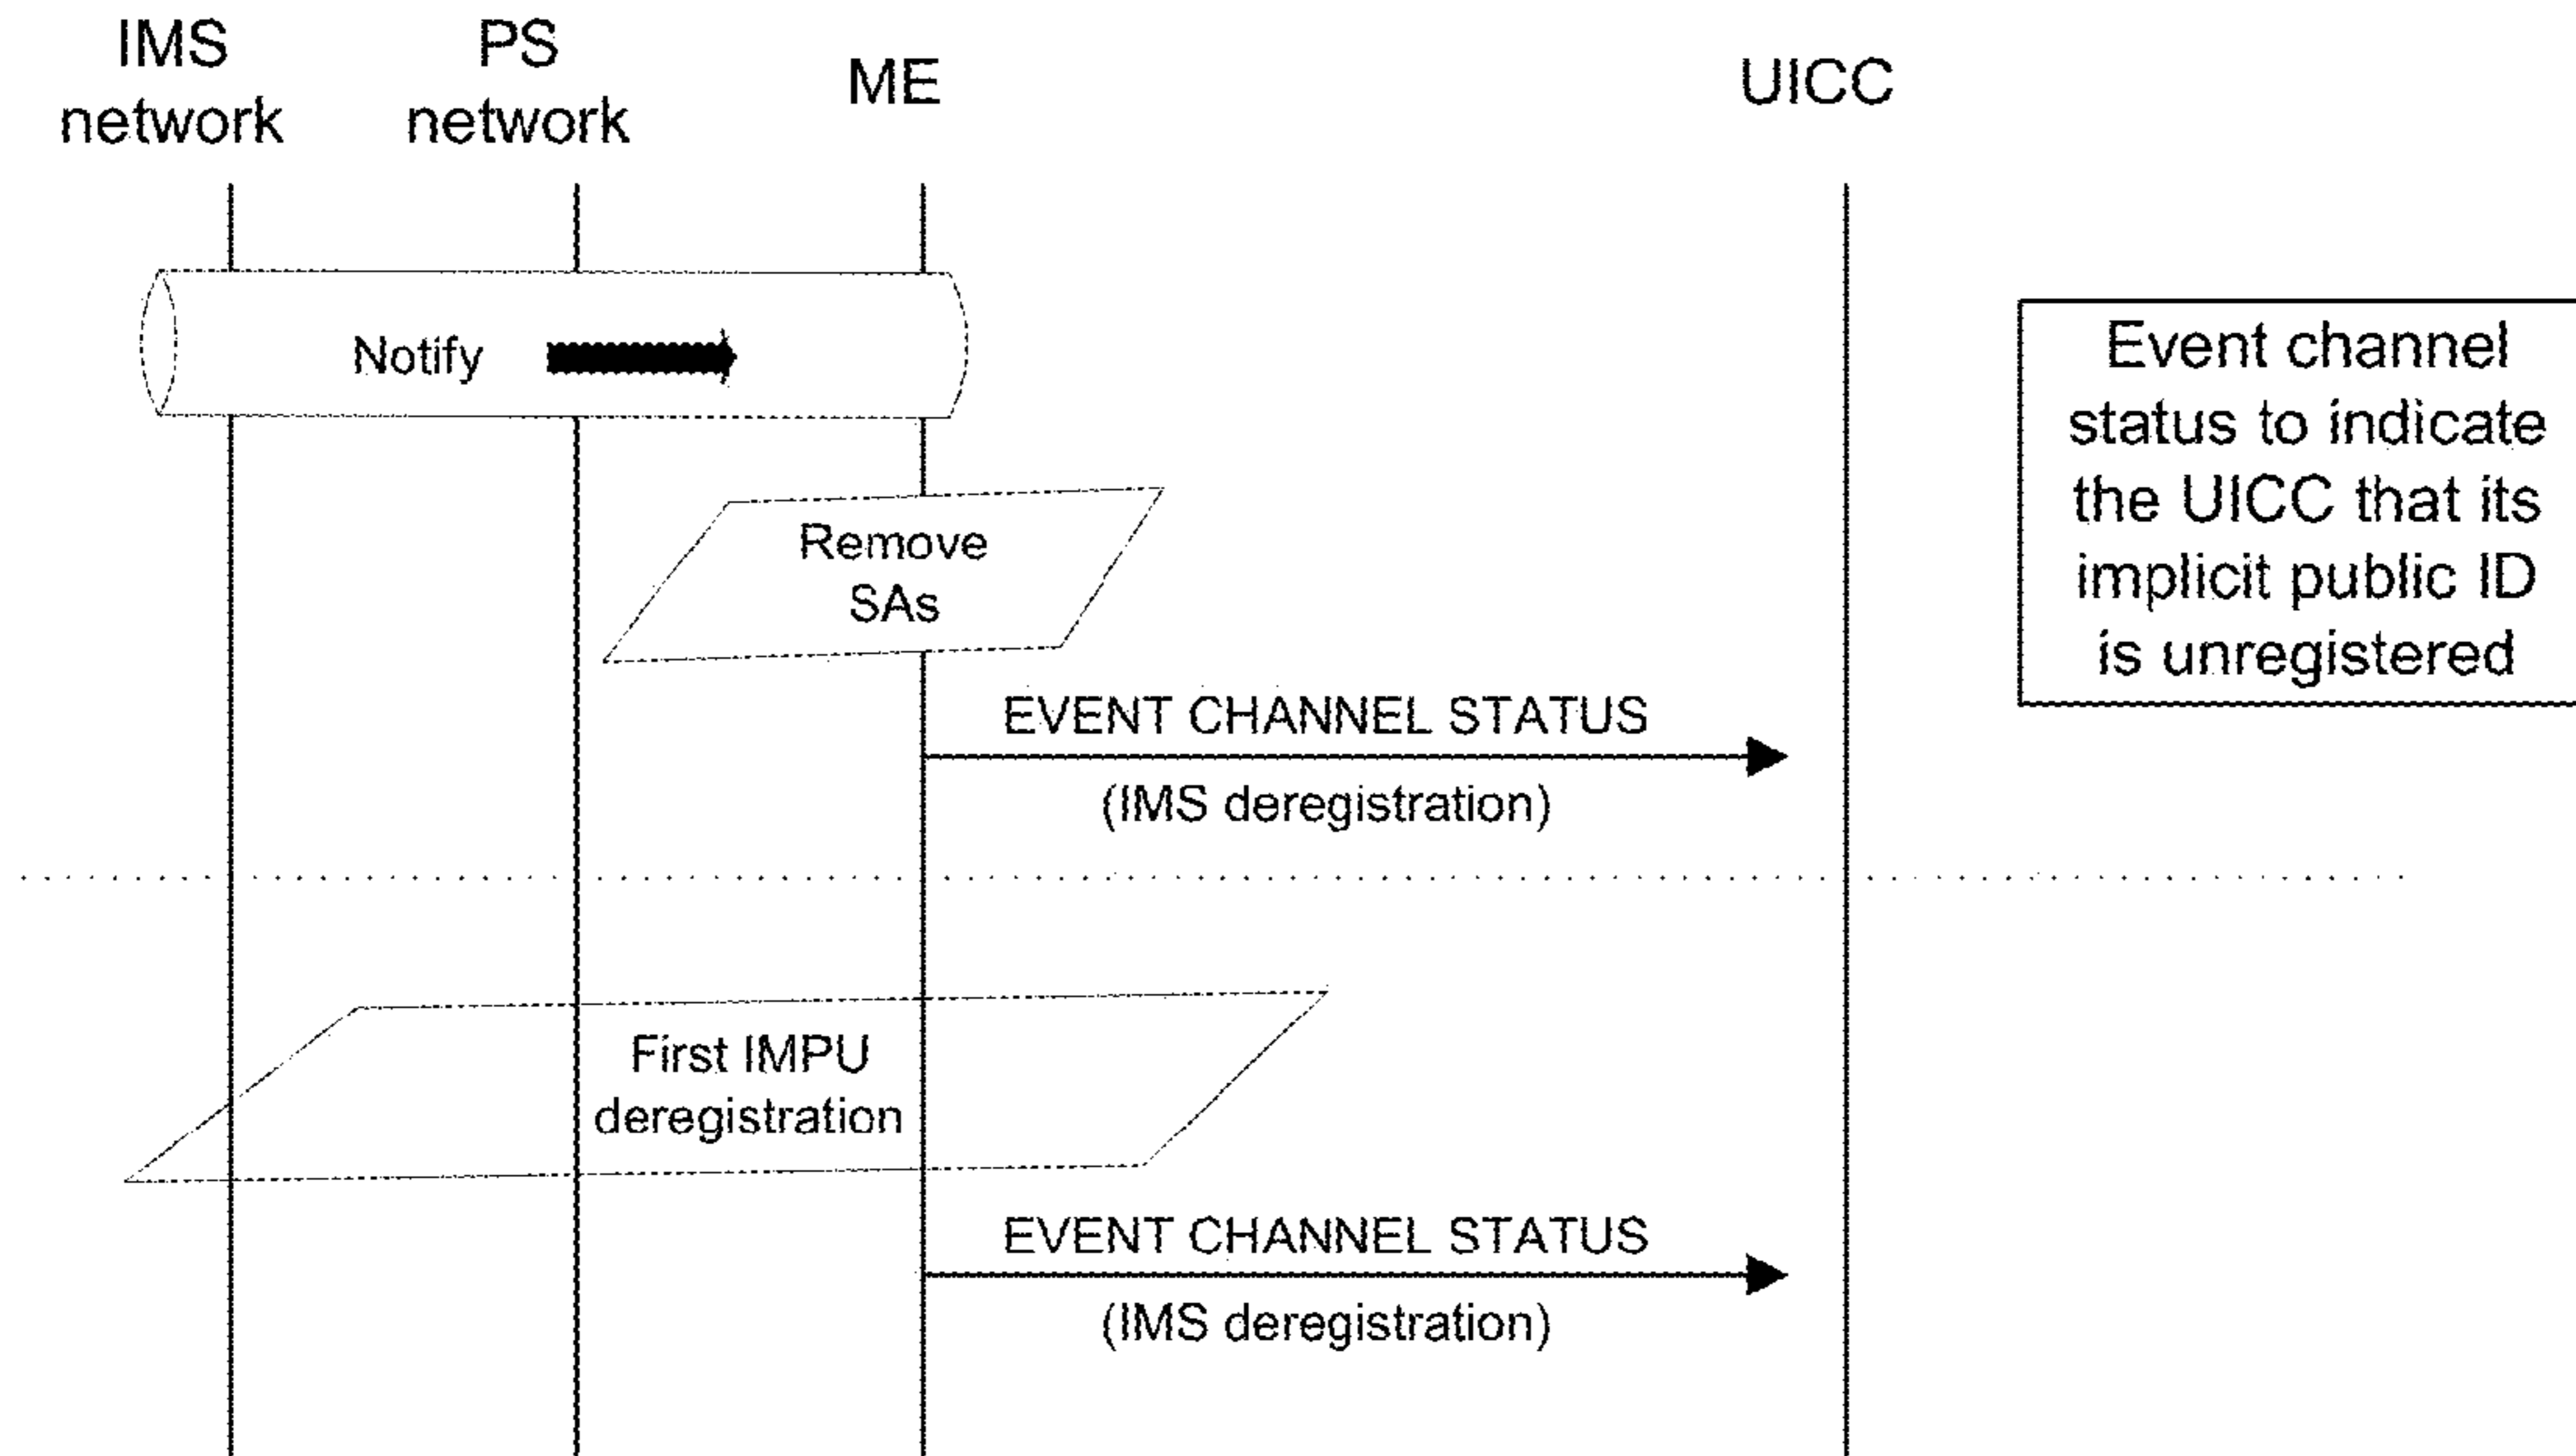 IMS
network
PS
network
ME
UICC
Notify
Remove
SAs
Event channel
status to indicate
the UICC that its
implicit public ID
is unregistered
EVENT CHANNEL STATUS
(IMS deregistration)
First IMPU
deregistration
EVENT CHANNEL STATUS
(IMS deregistration)